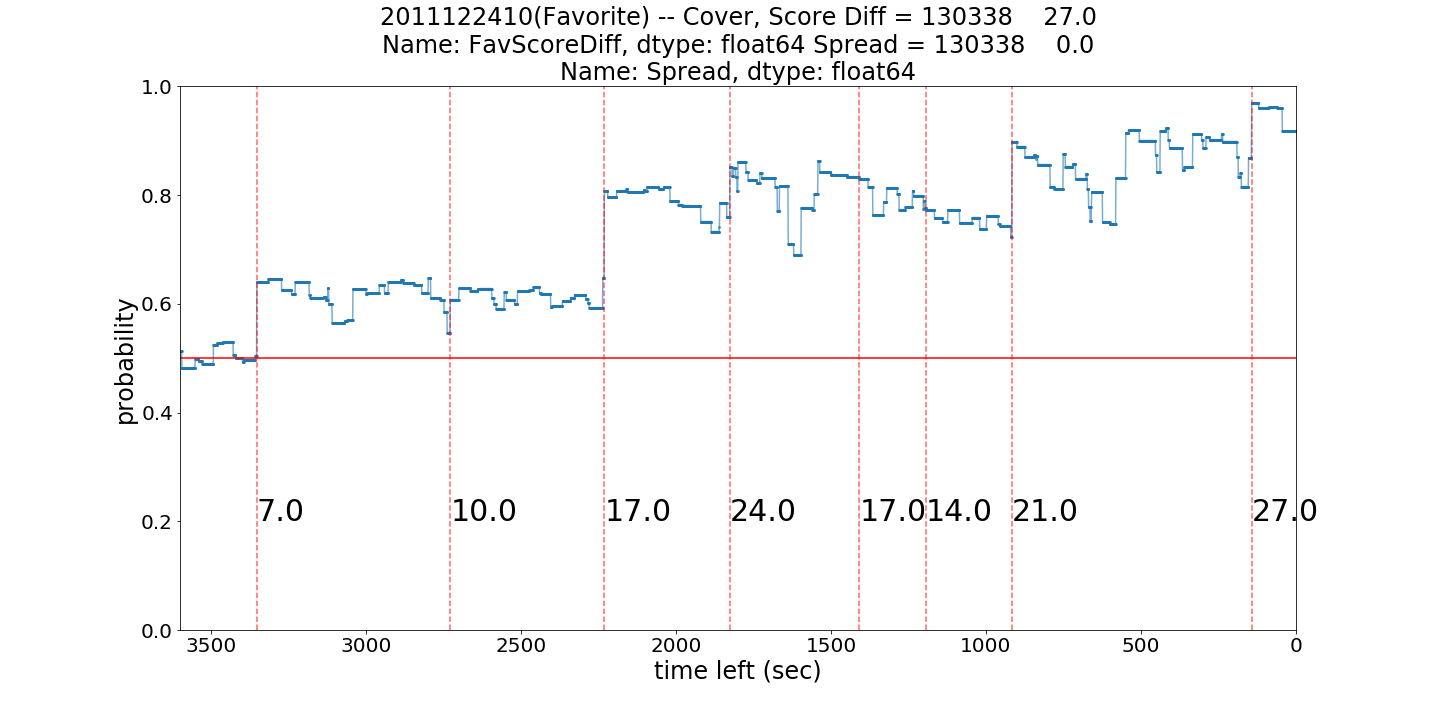 2011122410(Favorite) -- Cover, Score Diff = 130338    27.0
Name: FavScoreDiff, dtype: float64 Spread = 130338    0.0
Name: Spread, dtype: float64
1.0
0.8
0.6
0.4
0.2
0.0
probability
7.0 10.0 17.0 24.0 17.0 14.0 21.0 27.0
3500 3000 2500 2000 1500 1000 500 0
time left (sec)